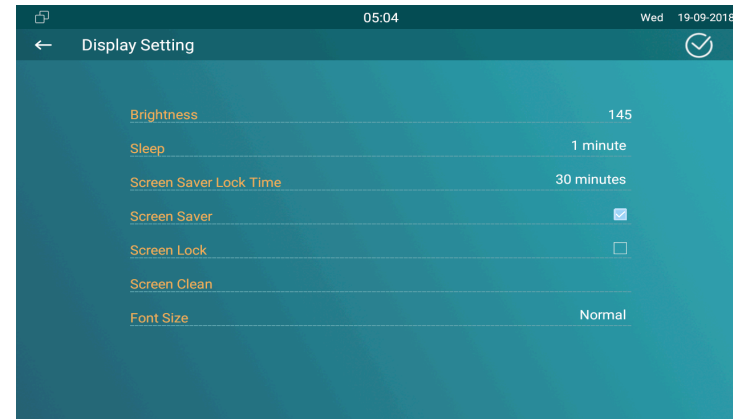 05:04 Wed 19-09-2018
Display Setting
Brightness 145
Sleep 1 minute
Screen Saver Lock Time 30 minutes
Screen Saver
Screen Lock
Screen Clean
Font Size Normal